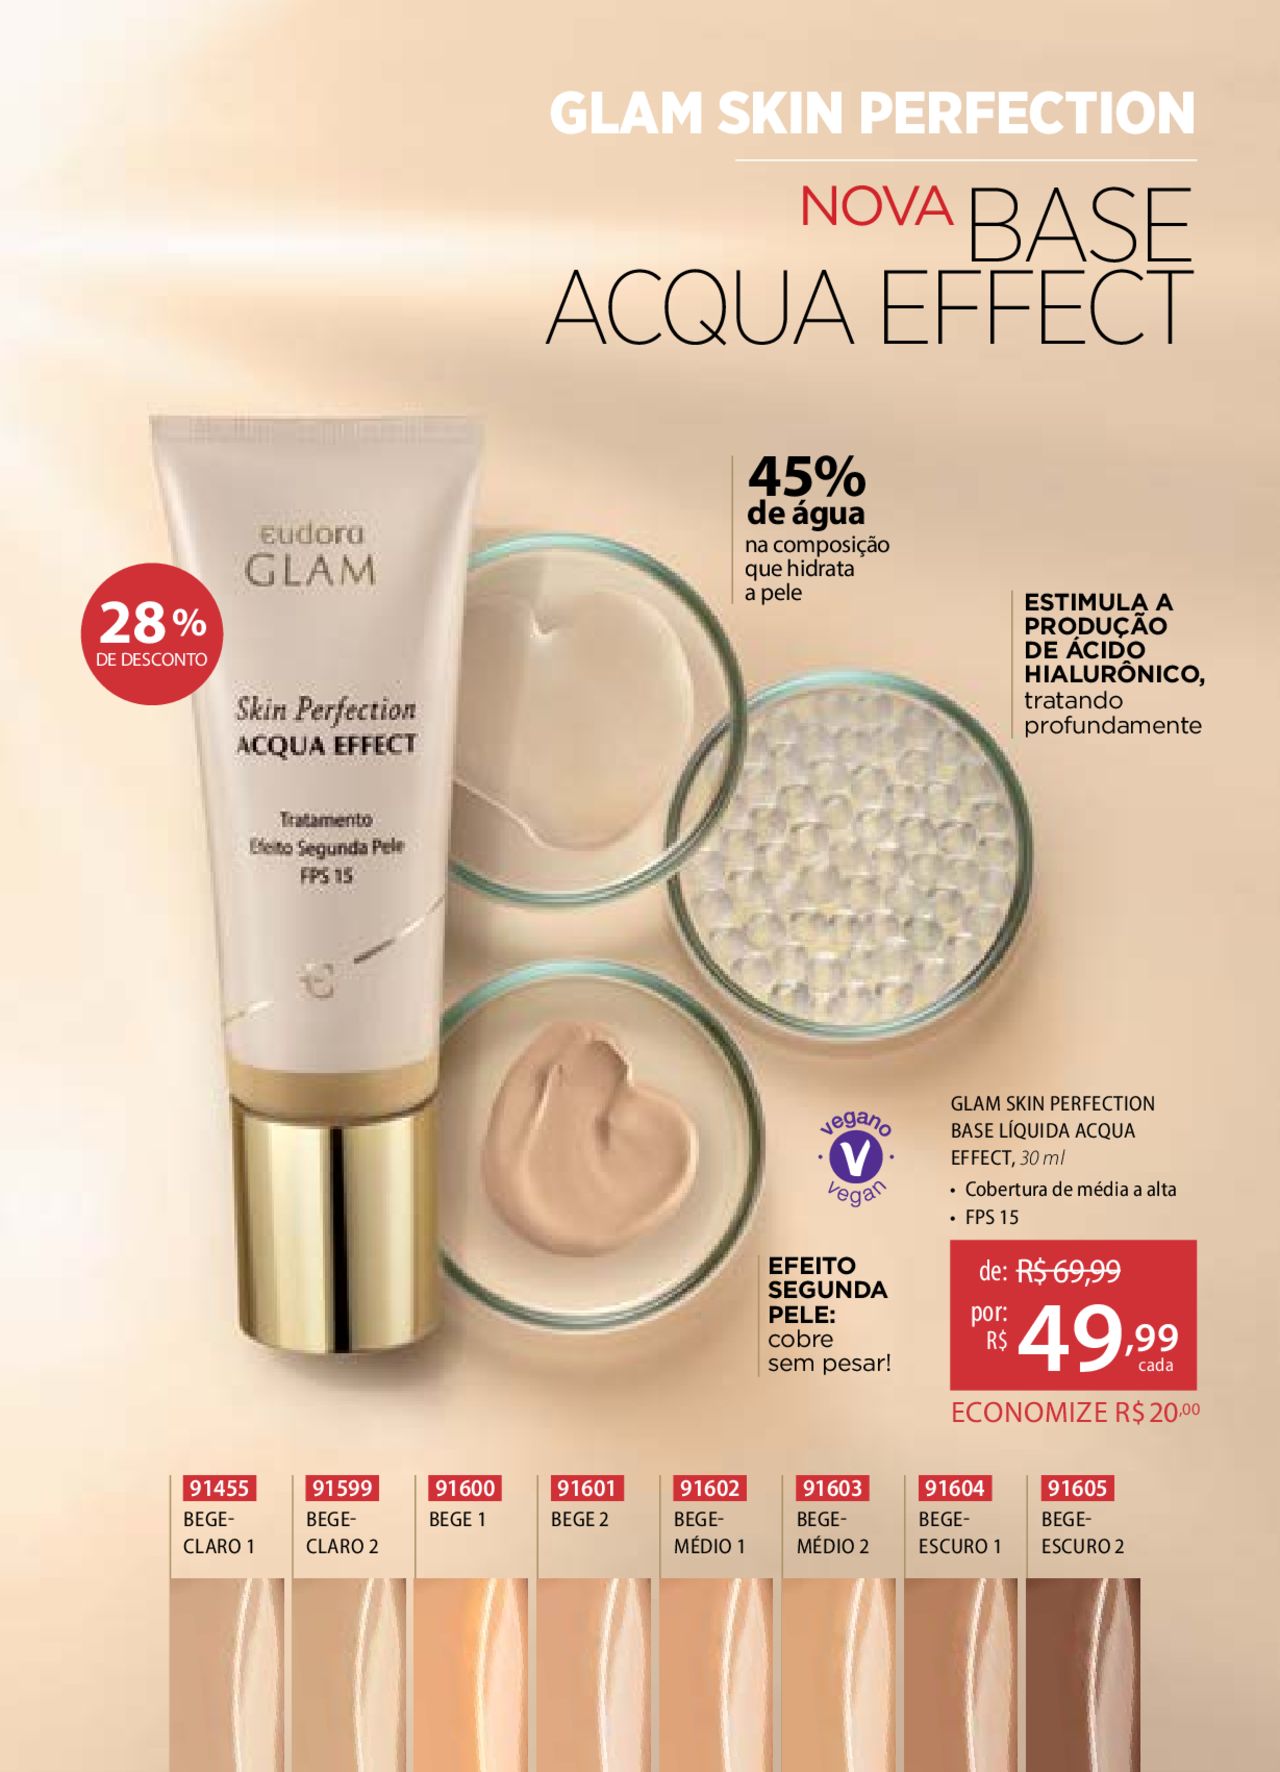 GLAM SKIN PERFECTION
NOVA BASE
ACQUA EFFECT
45%
de água
na composição
que hidrata
a pele
ESTIMULA A
PRODUÇÃO
DE ÁCIDO
HIALURÔNICO,
tratando
profundamente
28%
DE DESCONTO
eudora
GLAM
Skin Perfection
ACQUA EFFECT
Tratamento
Efeito Segunda Pele
FPS 15
vegano
V
vegan
GLAM SKIN PERFECTION
BASE LÍQUIDA ACQUA
EFFECT, 30 ml
• Cobertura de média a alta
• FPS 15
EFEITO
SEGUNDA
PELE:
cobre
sem pesar!
de: R$ 69,99
por:
R$ 49,99
cada
ECONOMIZE R$ 20,00
91455
BEGE-
CLARO 1
91599
BEGE-
CLARO 2
91600
BEGE 1
91601
BEGE 2
91602
BEGE-
MÉDIO 1
91603
BEGE-
MÉDIO 2
91604
BEGE-
ESCURO 1
91605
BEGE-
ESCURO 2